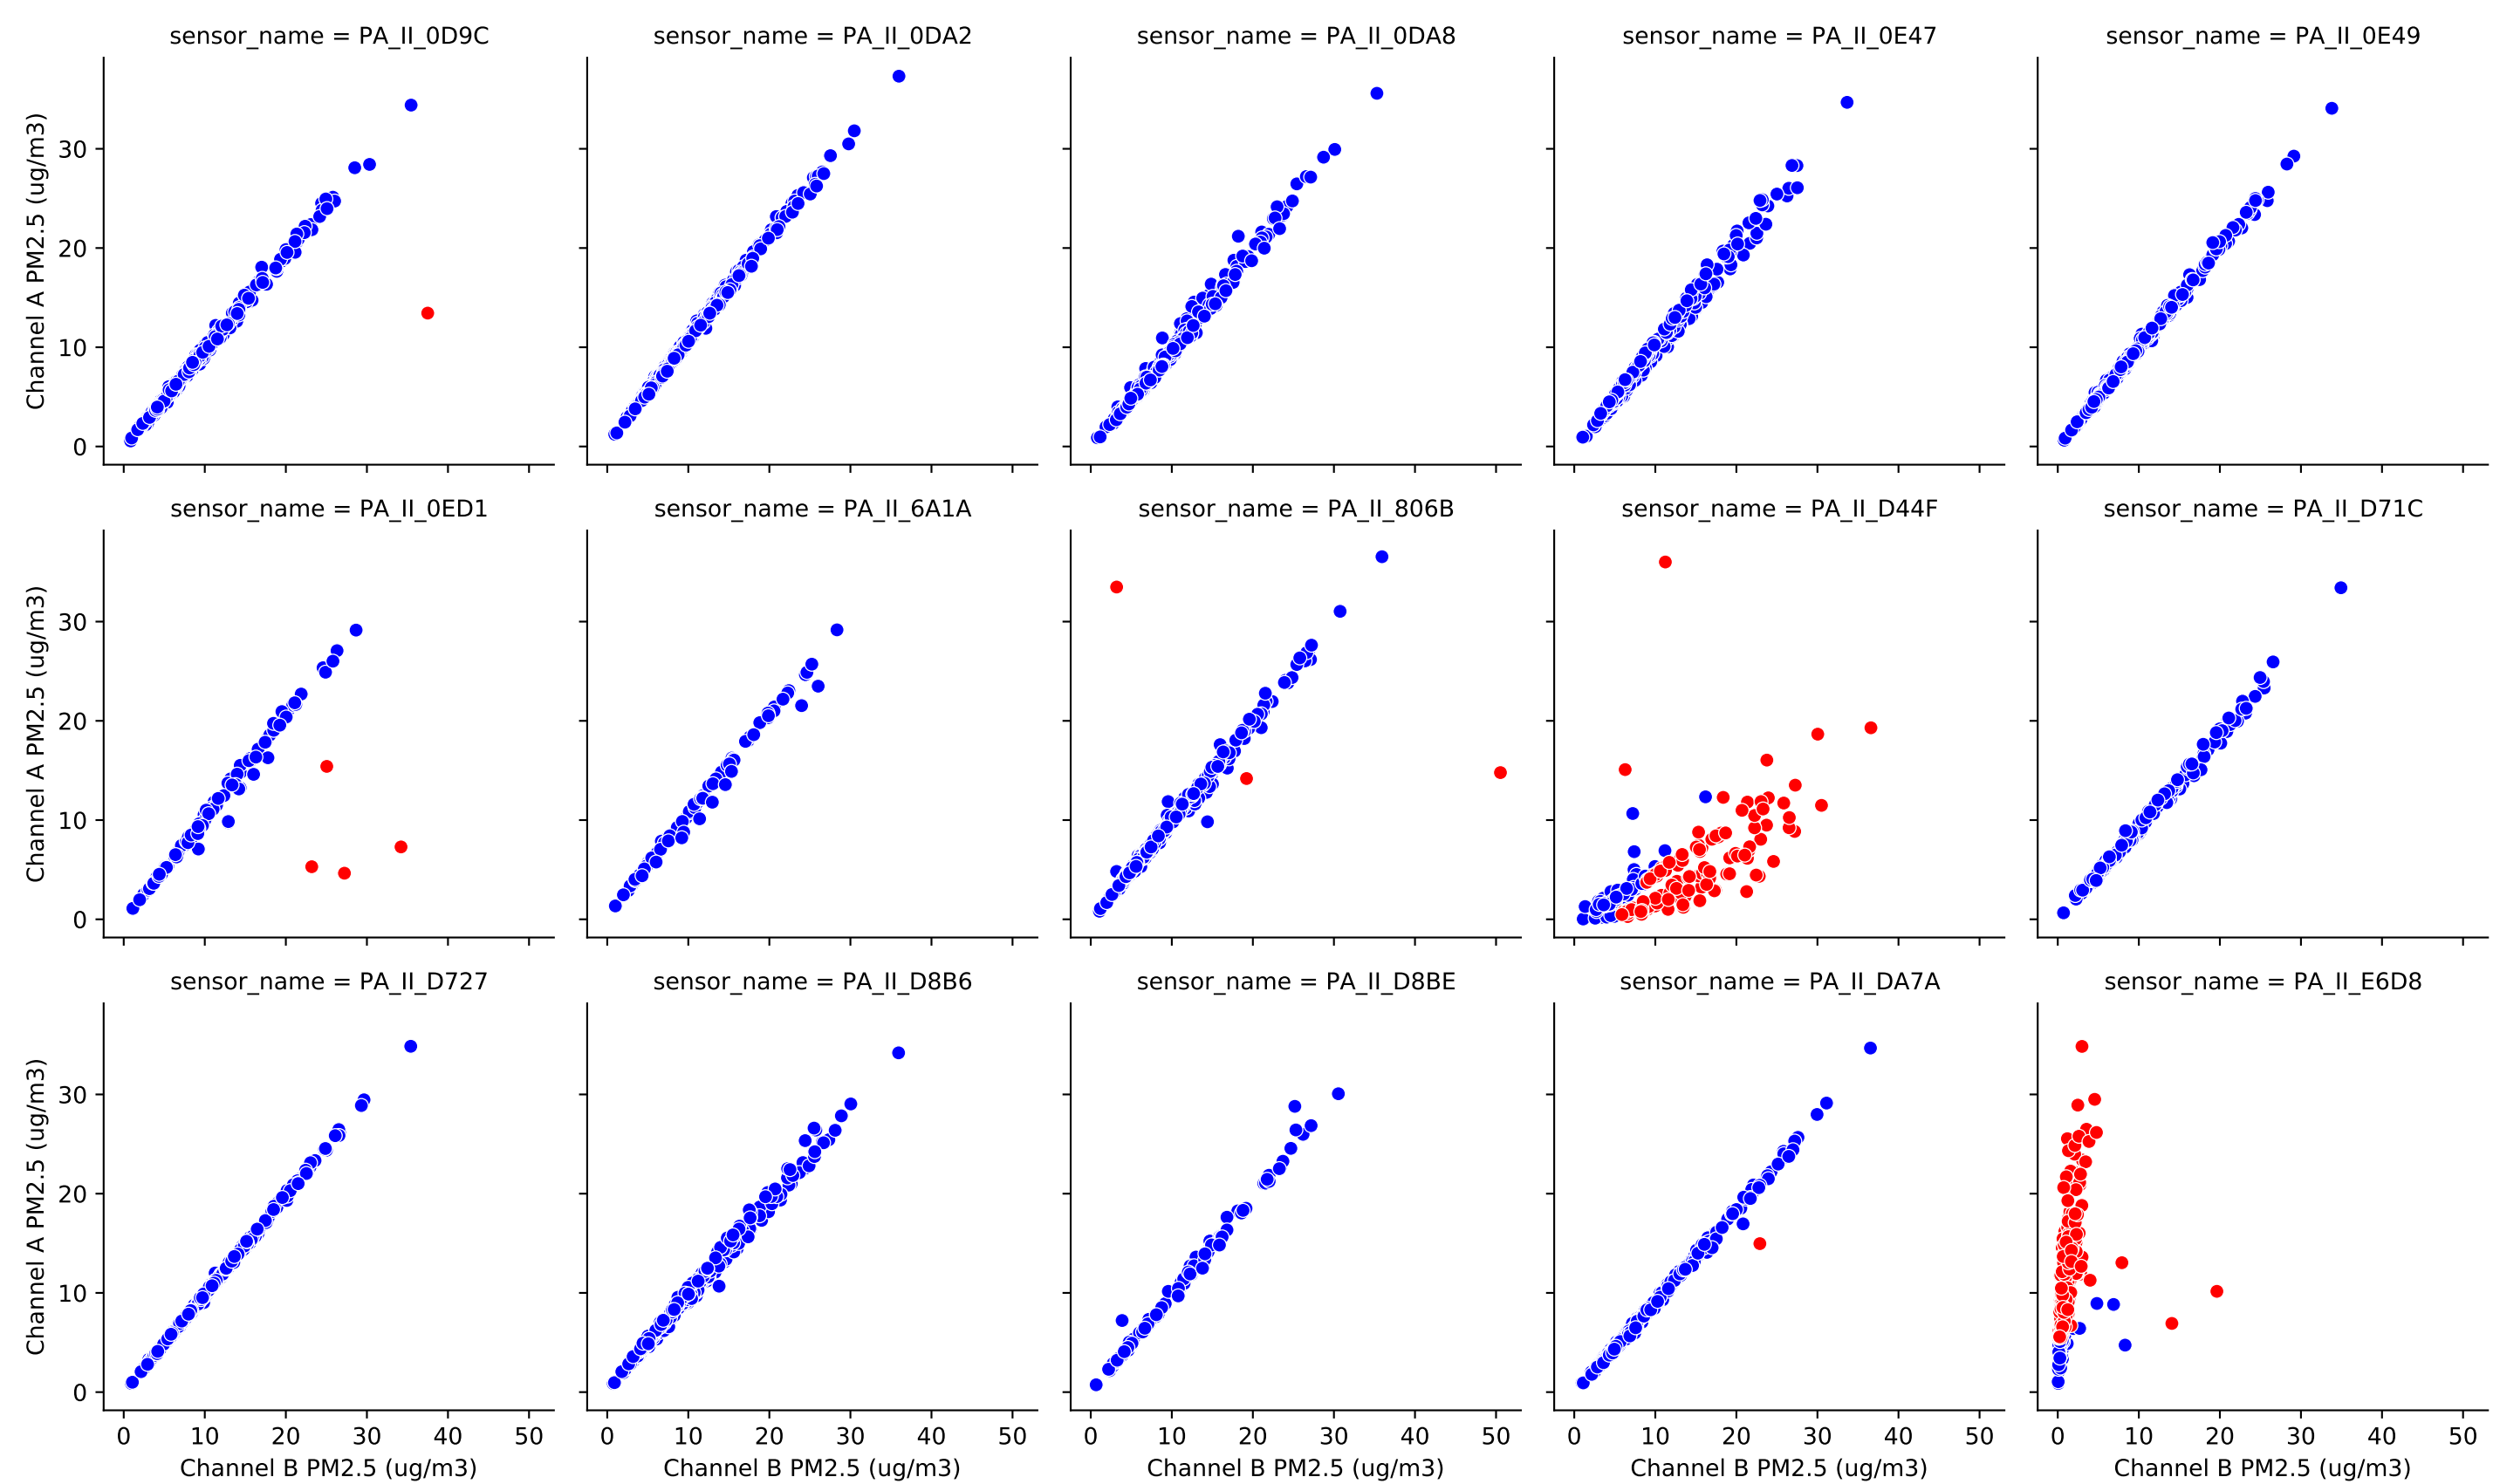 sensor_name = PA_II_0D9C
sensor_name = PA_II_0DA2
sensor_name = PA_II_0DA8
sensor_name = PA_II_0E47
sensor_name = PA_II_0E49
Channel A PM2.5 (ug/m3)
30
20
10
0
sensor_name = PA_II_0ED1
sensor_name = PA_II_6A1A
sensor_name = PA_II_806B
sensor_name = PA_II_D44F
sensor_name = PA_II_D71C
Channel A PM2.5 (ug/m3)
30
20
10
0
sensor_name = PA_II_D727
sensor_name = PA_II_D8B6
sensor_name = PA_II_D8BE
sensor_name = PA_II_DA7A
sensor_name = PA_II_E6D8
Channel A PM2.5 (ug/m3)
30
20
10
0
0 10 20 30 40 50
0 10 20 30 40 50
0 10 20 30 40 50
0 10 20 30 40 50
0 10 20 30 40 50
Channel B PM2.5 (ug/m3)
Channel B PM2.5 (ug/m3)
Channel B PM2.5 (ug/m3)
Channel B PM2.5 (ug/m3)
Channel B PM2.5 (ug/m3)